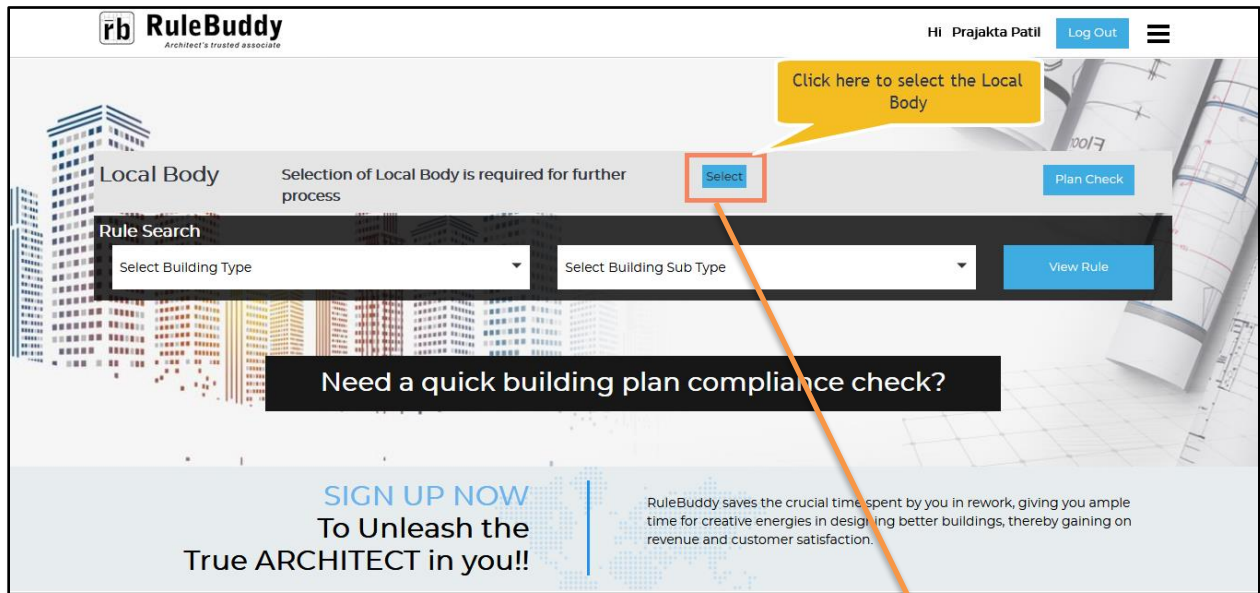 rb RuleBuddy
Architect's trusted associate
Hi Prajakta Patil
Log Out
Click here to select the Local
Body
Floor
Local Body
Selection of Local Body is required for further
process
Select
Plan Check
Rule Search
Select Building Type
Select Building Sub Type
View Rule
Need a quick building plan compliance check?
SIGN UP NOW
To Unleash the
True ARCHITECT in you!!
RuleBuddy saves the crucial time spent by you in rework, giving you ample
time for creative energies in designing better buildings, thereby gaining on
revenue and customer satisfaction.